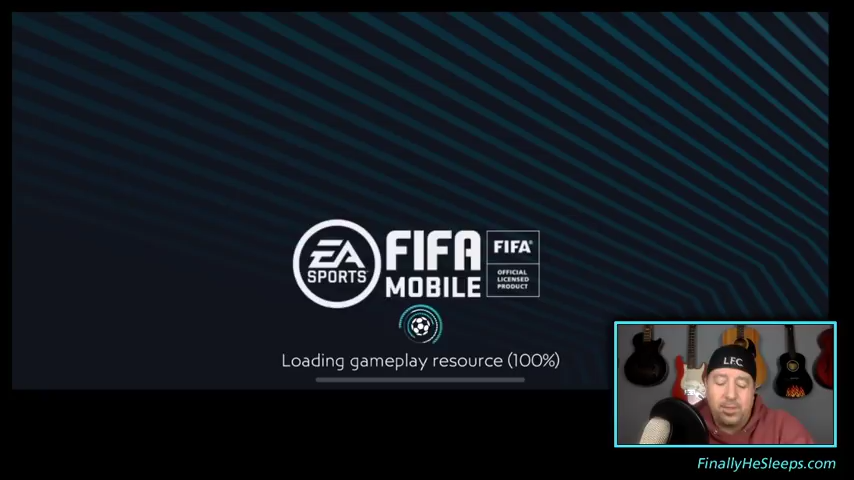 EA
SPORTS
FIFA
MOBILE
FIFA
OFFICIAL
LICENSED
PRODUCT
Loading gameplay resource (100%)
LFC
FinallyHeSleeps.com